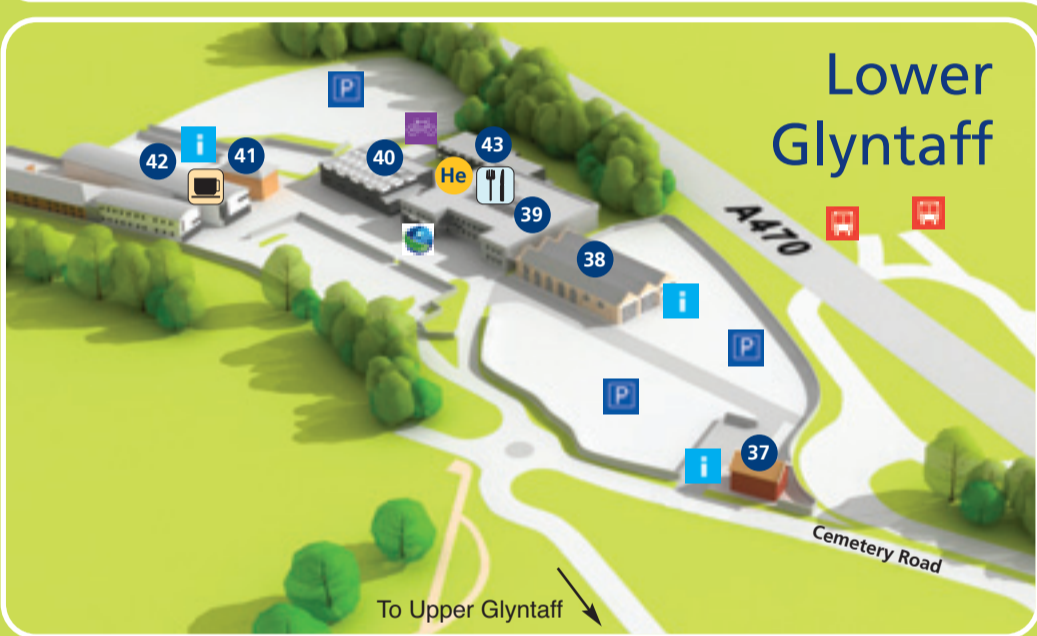 Lower
Glyntaff
P
i
42
41
40
43
He
39
A470
38
i
P
P
i
37
Cemetery Road
To Upper Glyntaff